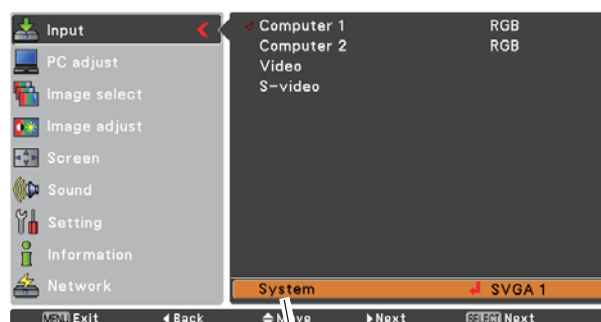 Input
PC adjust
Image select
Image adjust
Screen
Sound
Setting
Information
Network
Computer 1 RGB
Computer 2 RGB
Video
S-video
System SVGA 1
MENU Exit Back Move Next SELECT Next